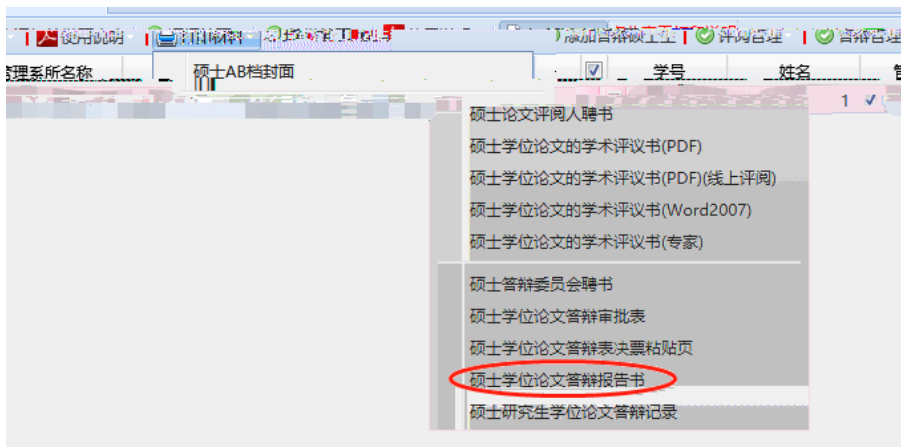 使用说明 打印材料 添加答辩硕士生 评阅管理 答辩管理
管理系所名称 硕士AB档封面 学号 姓名
1
硕士论文评阅人聘书
硕士学位论文的学术评议书(PDF)
硕士学位论文的学术评议书(PDF)(线上评阅)
硕士学位论文的学术评议书(Word2007)
硕士学位论文的学术评议书(专家)
硕士答辩委员会聘书
硕士学位论文答辩审批表
硕士学位论文答辩表决票粘贴页
硕士学位论文答辩报告书
硕士研究生学位论文答辩记录